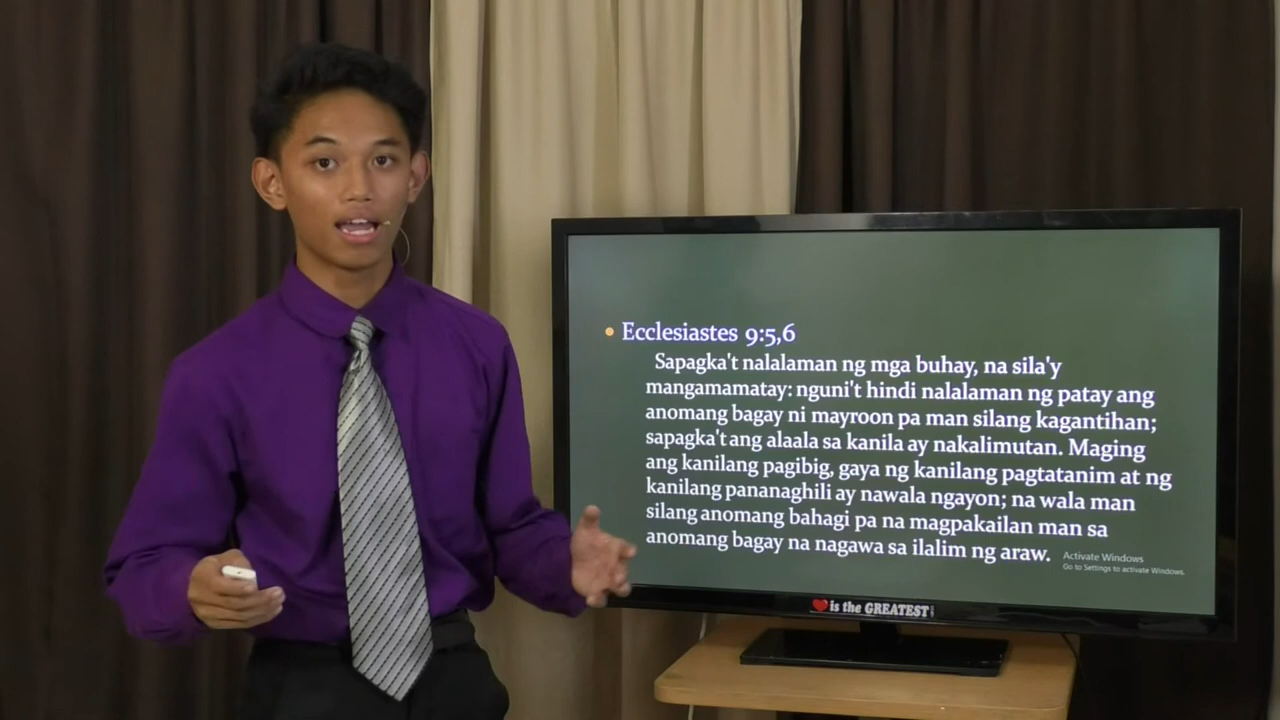 Ecclesiastes 9:5,6
Sapagka't nalalaman ng mga buhay, na sila'y
mangamamatay: nguni't hindi nalalaman ng patay ang
anomang bagay ni mayroon pa man silang kagantihan;
sapagka't ang alaala sa kanila ay nakalimutan. Maging
ang kanilang pagibig, gaya ng kanilang pagtatanim at ng
kanilang pananaghili ay nawala ngayon; na wala man
silang anomang bahagi pa na magpakailan man sa
anomang bagay na nagawa sa ilalim ng araw.
Activate Windows
Go to Settings to activate Windows.
is the GREATEST